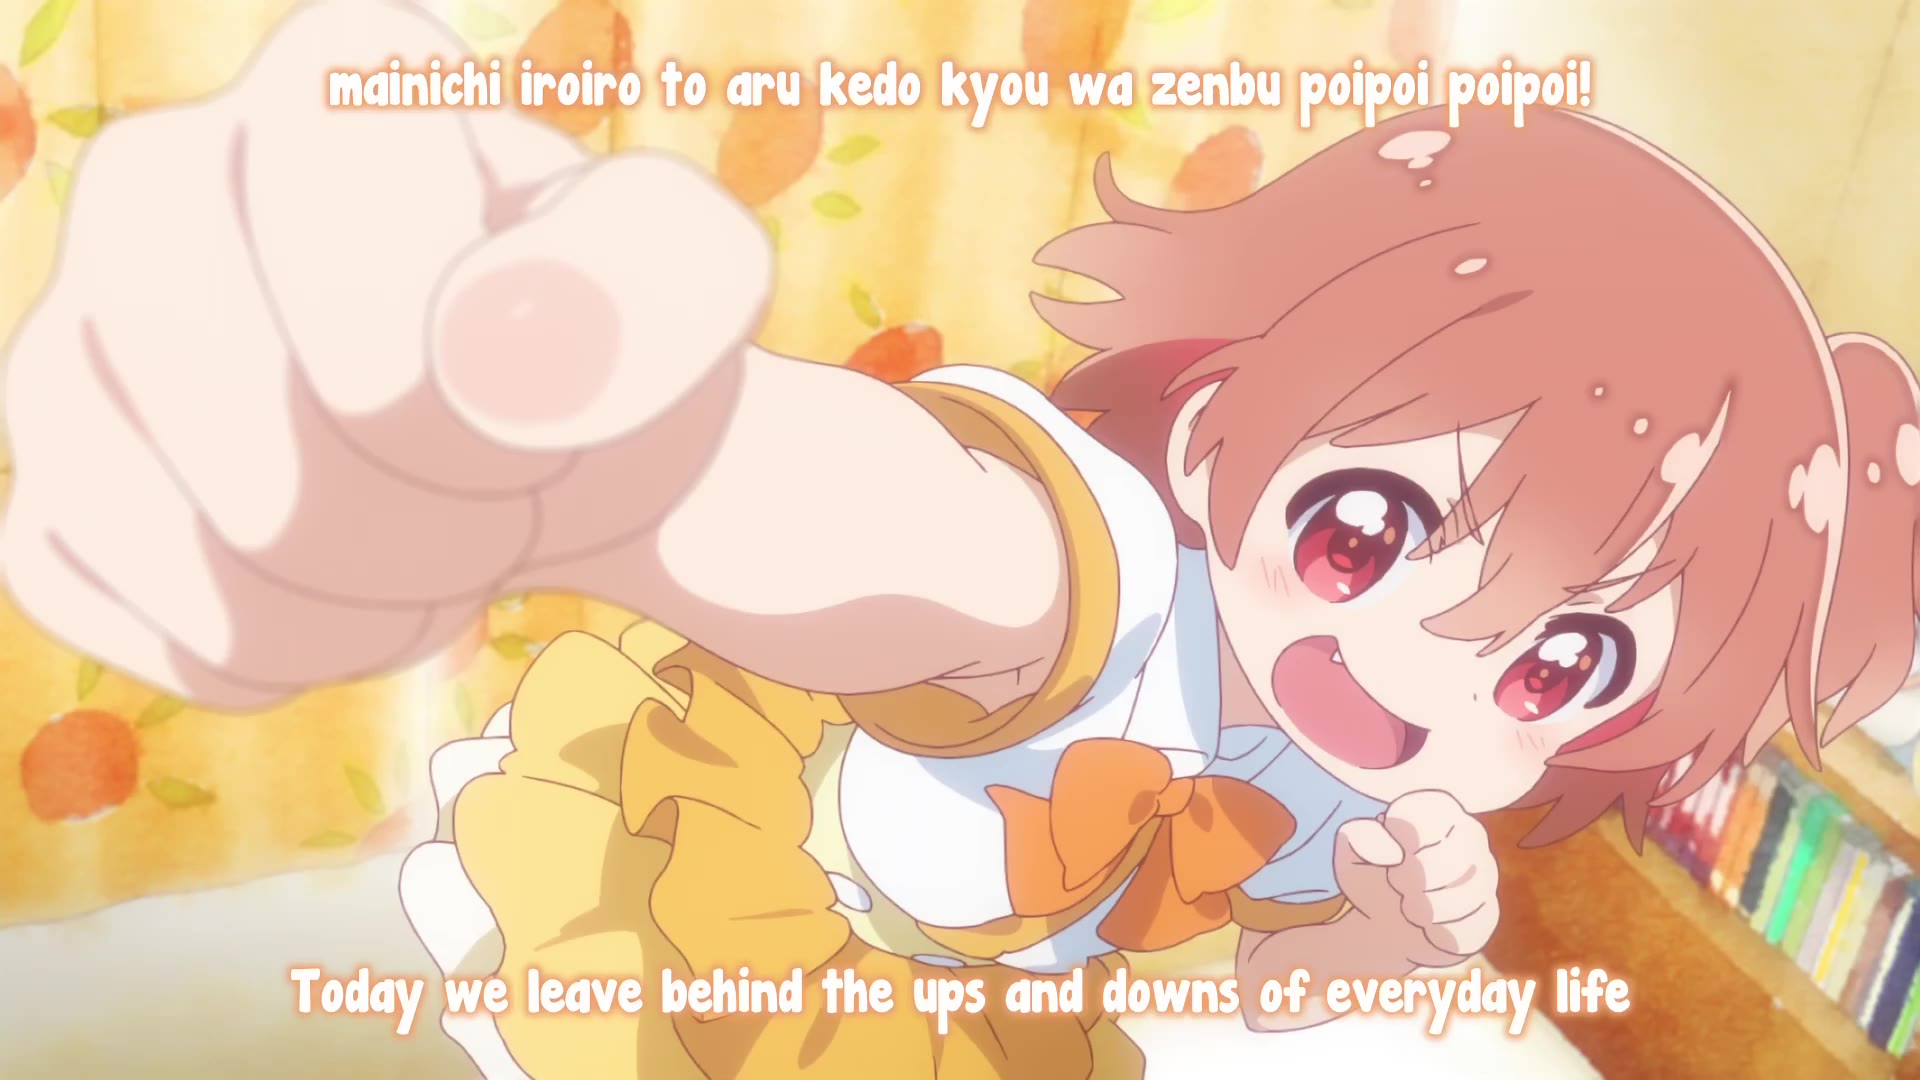 mainichi iroiro to aru kedo kyou wa zenbu poipoi poipoi!
Today we leave behind the ups and downs of everyday life